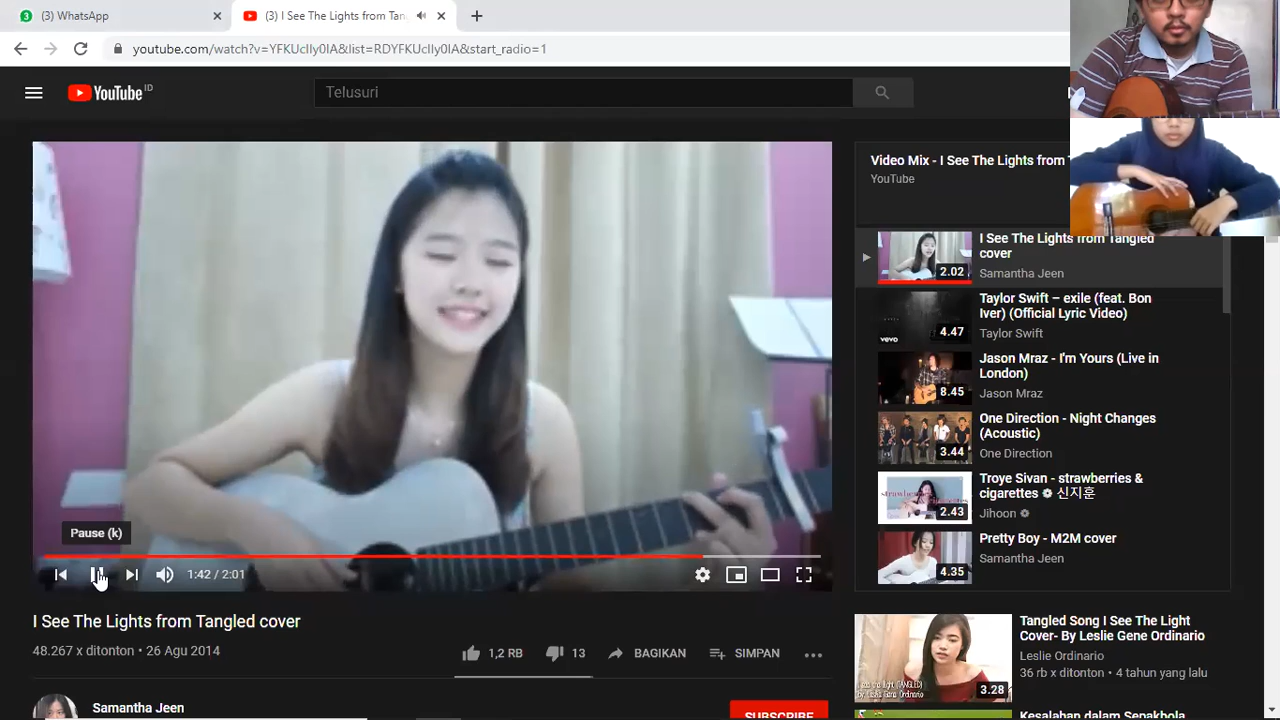 (3) WhatsApp
(3) I See The Lights from Tang
youtube.com/watch?v=YFKUcIly0IA&list=RDYFKUcIly0IA&start_radio=1
YouTube ID
Telusuri
Video Mix - I See The Lights from
YouTube
I See The Lights from Tangled
cover
Samantha Jeen
2.02
Taylor Swift – exile (feat. Bon
Iver) (Official Lyric Video)
Taylor Swift
vevo
4.47
Jason Mraz - I'm Yours (Live in
London)
Jason Mraz
8.45
One Direction - Night Changes
(Acoustic)
One Direction
3.44
Troye Sivan - strawberries &
cigarettes 신지훈
Jihoon
2.43
Pretty Boy - M2M cover
Samantha Jeen
4.35
Pause (k)
1:42 / 2:01
I See The Lights from Tangled cover
48.267 x ditonton • 26 Agu 2014
1,2 RB
13
BAGIKAN
SIMPAN
Samantha Jeen
SUBSCRIBE
Tangled Song I See The Light
Cover- By Leslie Gene Ordinario
Leslie Ordinario
36 rb x ditonton • 4 tahun yang lalu
3.28
Kesalahan dalam Sepakbola